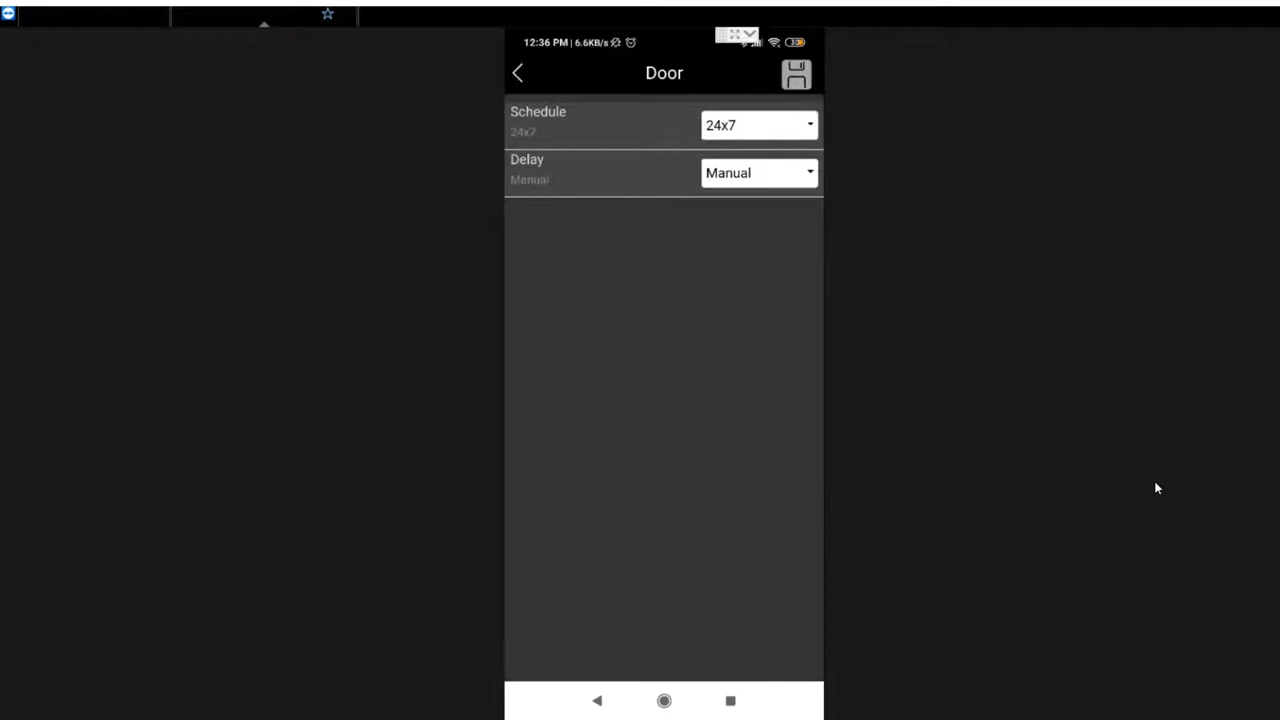 12:36 PM | 6.6KB/s
Door
Schedule
24x7
24x7
Delay
Manual
Manual